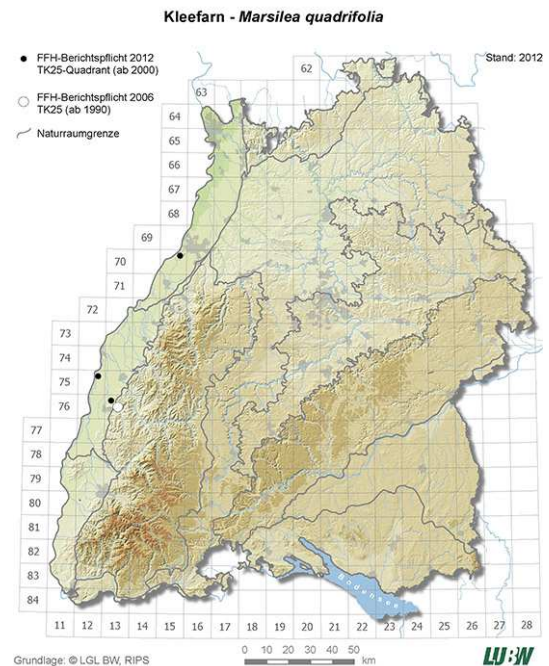 Kleefarn - Marsilea quadrifolia
FFH-Berichtspflicht 2012
TK25-Quadrant (ab 2000)
FFH-Berichtspflicht 2006
TK25 (ab 1990)
Naturraumgrenze
Stand: 2012
62
63
64
65
66
67
68
69
70
71
72
73
74
75
76
77
78
79
80
81
82
83
84
Bodensee
11 12 13 14 15 16 17 18 19 20 21 22 23 24 25 26 27 28
Grundlage: © LGL BW, RIPS
0 10 20 30 40 50
km
LUBW